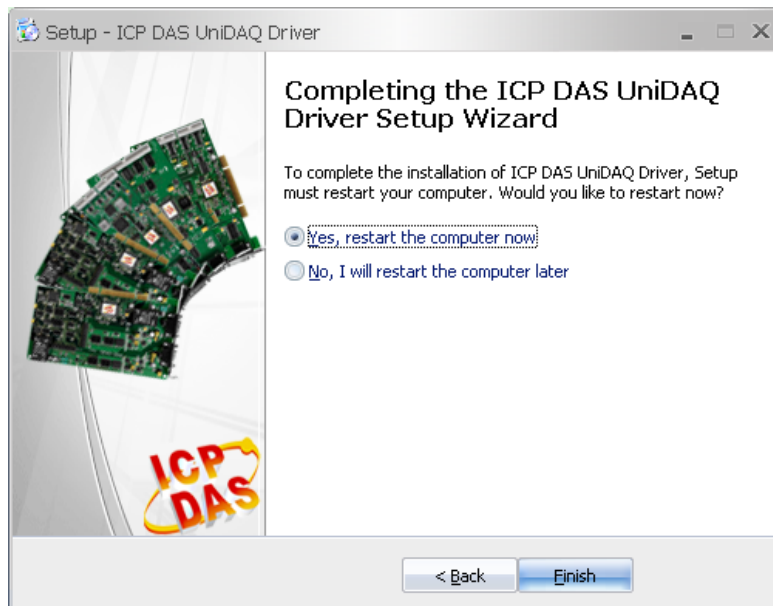 Setup - ICP DAS UniDAQ Driver
Completing the ICP DAS UniDAQ
Driver Setup Wizard
To complete the installation of ICP DAS UniDAQ Driver, Setup
must restart your computer. Would you like to restart now?
Yes, restart the computer now
No, I will restart the computer later
ICP
DAS
< Back
Finish